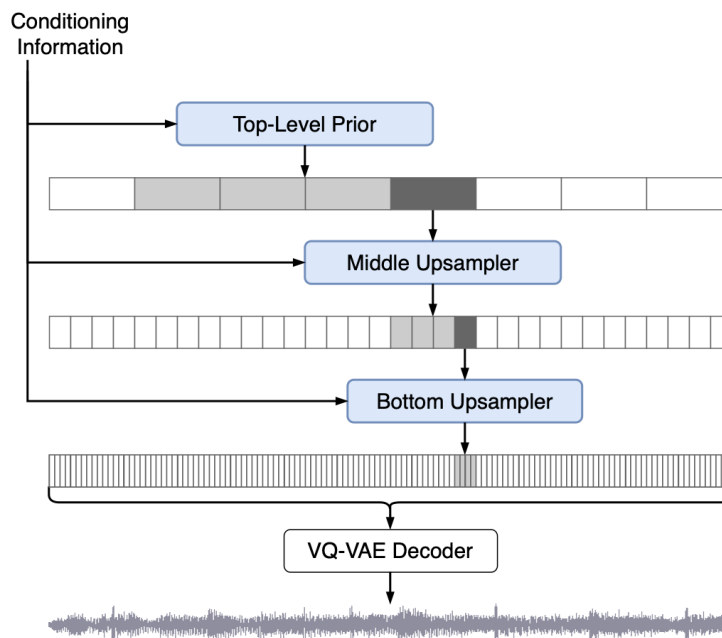 Conditioning
Information
Top-Level Prior
Middle Upsampler
Bottom Upsampler
VQ-VAE Decoder